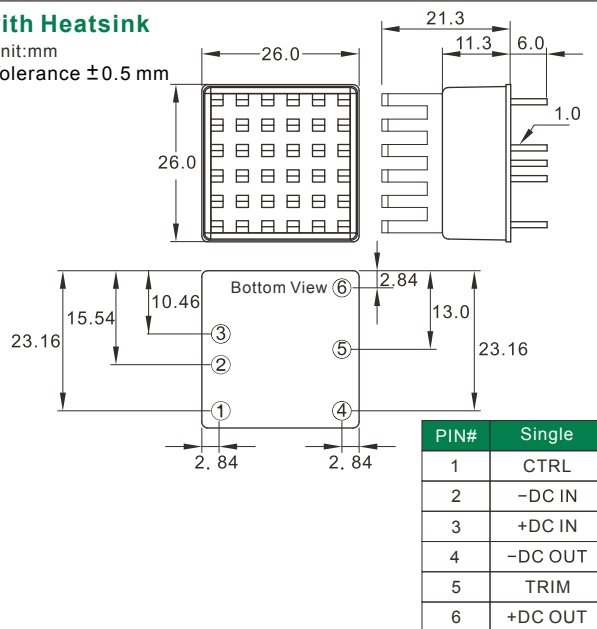 ith Heatsink
nit:mm
olerance ±0.5 mm
26.0
26.0
21.3
11.3
6.0
1.0
Bottom View
6
3
2
5
1
4
10.46
15.54
23.16
2.84
13.0
23.16
2.84
2.84
PIN# Single
1 CTRL
2 −DC IN
3 +DC IN
4 −DC OUT
5 TRIM
6 +DC OUT